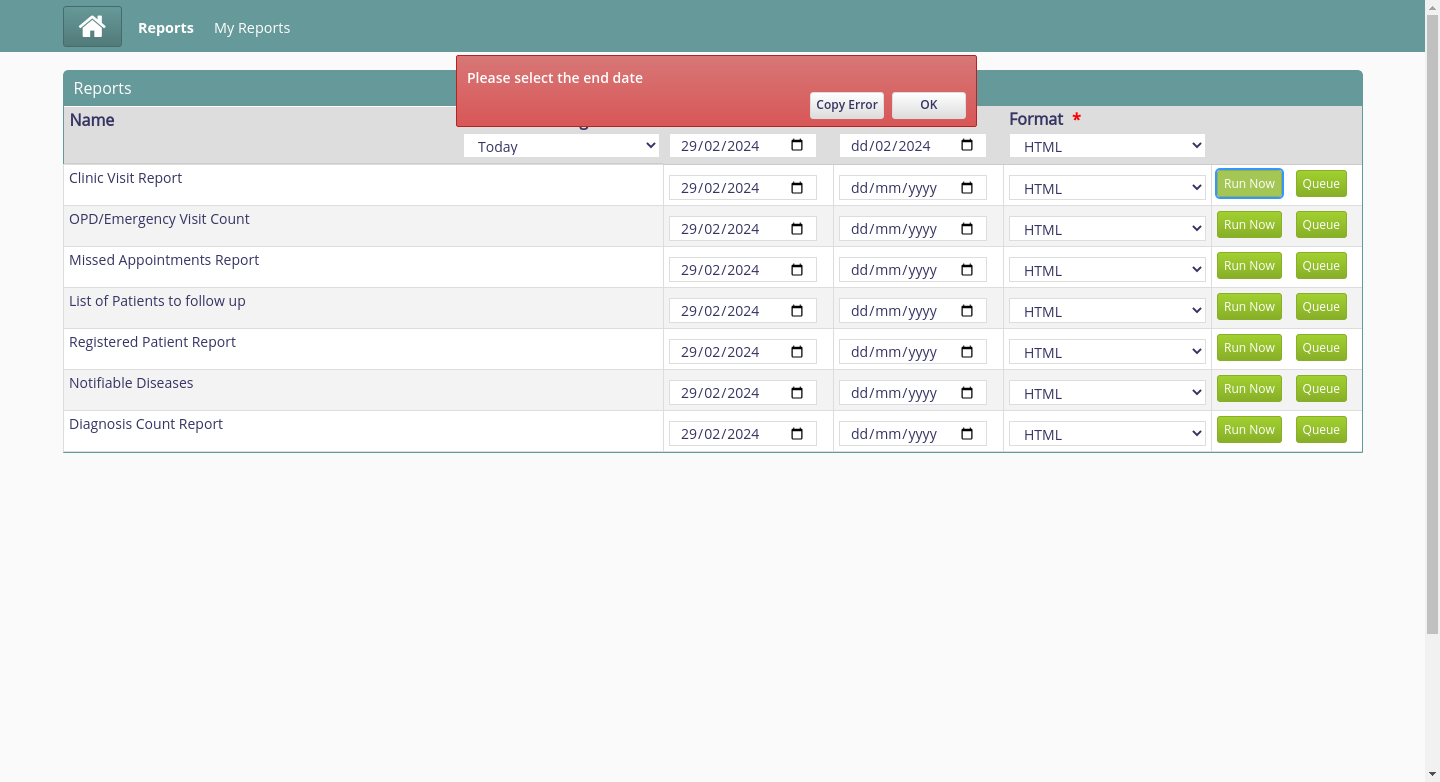 Reports My Reports
Please select the end date
Copy Error OK
Reports
Name Format *
Today 29/02/2024 dd/02/2024 HTML
Clinic Visit Report 29/02/2024 dd/mm/yyyy HTML Run Now Queue
OPD/Emergency Visit Count 29/02/2024 dd/mm/yyyy HTML Run Now Queue
Missed Appointments Report 29/02/2024 dd/mm/yyyy HTML Run Now Queue
List of Patients to follow up 29/02/2024 dd/mm/yyyy HTML Run Now Queue
Registered Patient Report 29/02/2024 dd/mm/yyyy HTML Run Now Queue
Notifiable Diseases 29/02/2024 dd/mm/yyyy HTML Run Now Queue
Diagnosis Count Report 29/02/2024 dd/mm/yyyy HTML Run Now Queue